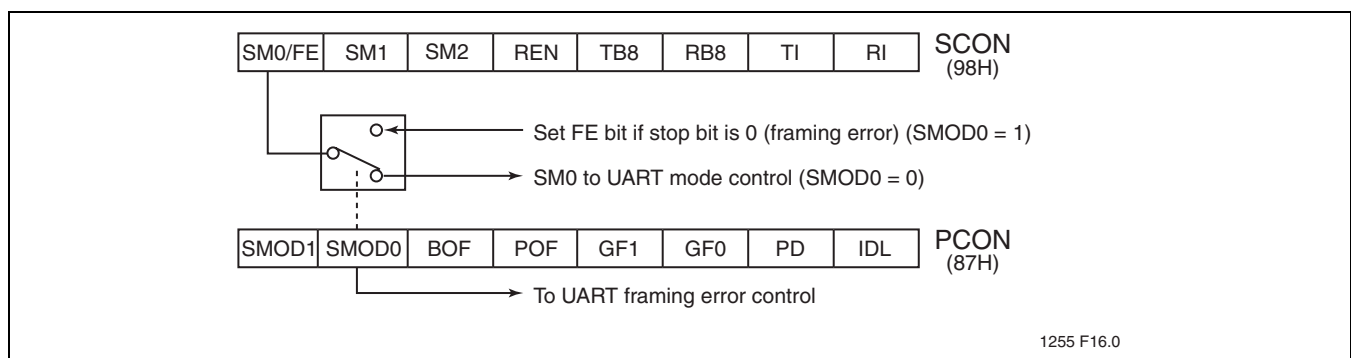 SM0/FE SM1 SM2 REN TB8 RB8 TI RI SCON
(98H)
Set FE bit if stop bit is 0 (framing error) (SMOD0 = 1)
SM0 to UART mode control (SMOD0 = 0)
SMOD1 SMOD0 BOF POF GF1 GF0 PD IDL PCON
(87H)
To UART framing error control
1255 F16.0